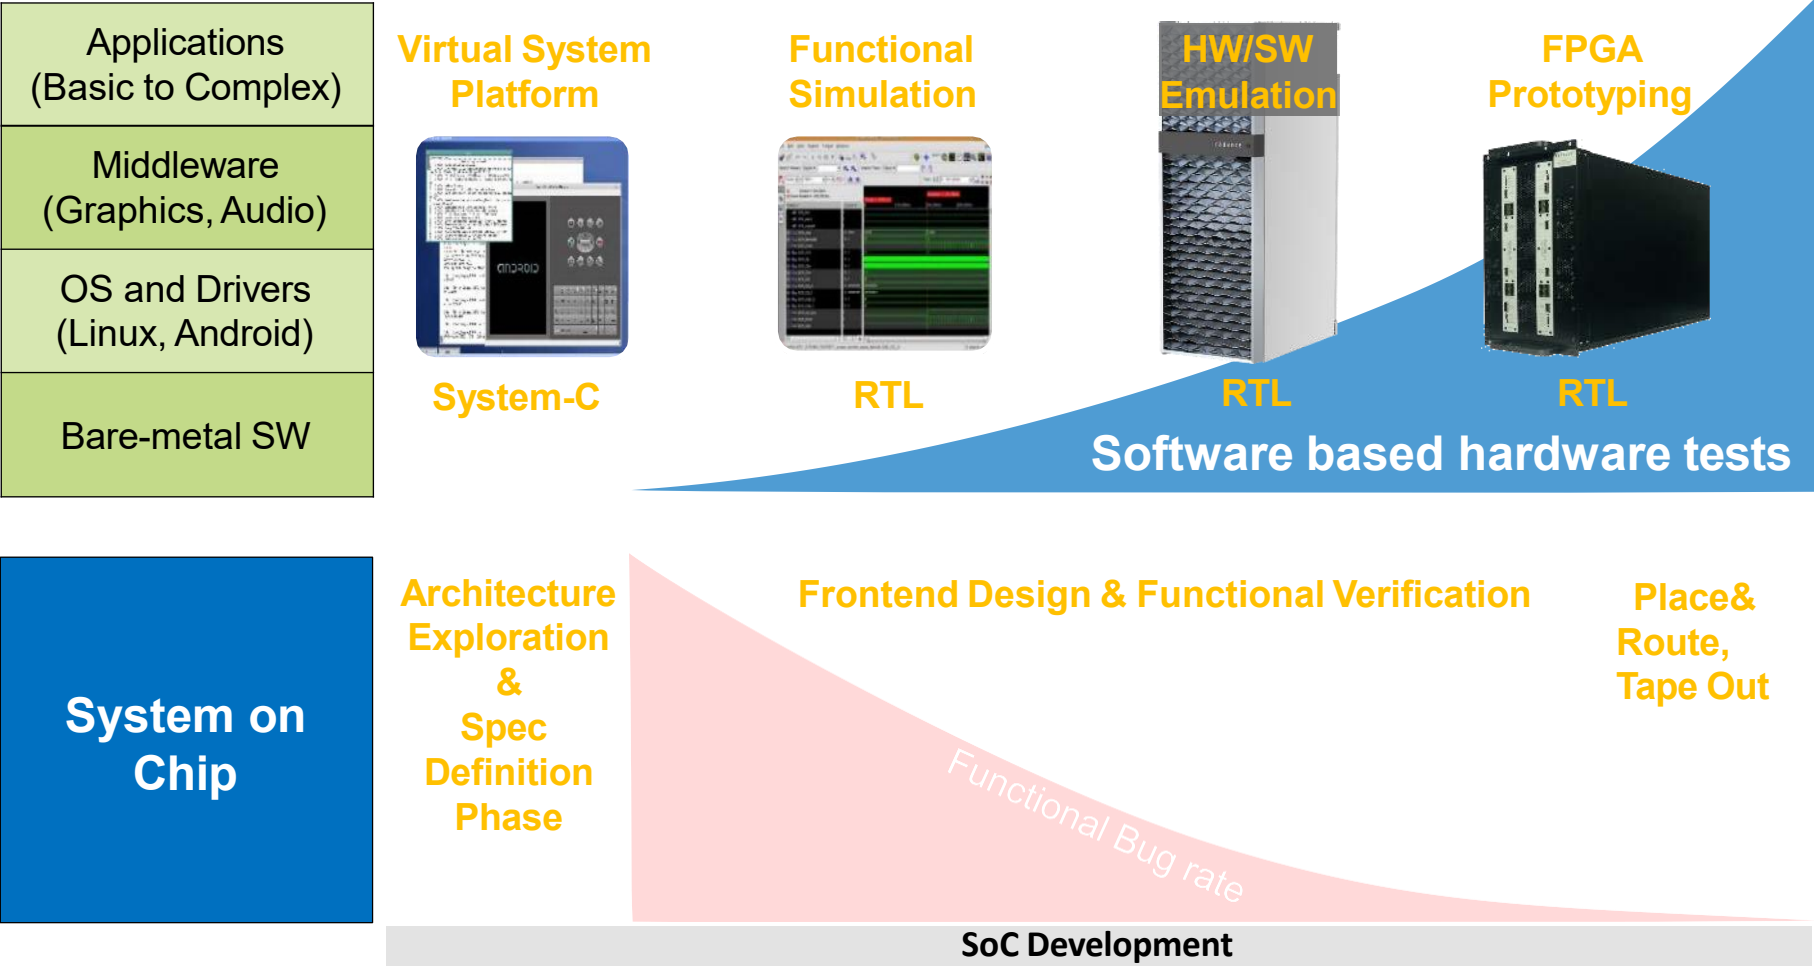 Applications
(Basic to Complex)
Middleware
(Graphics, Audio)
OS and Drivers
(Linux, Android)
Bare-metal SW
Virtual System
Platform
Functional
Simulation
HW/SW
Emulation
FPGA
Prototyping
ANDROID
cādence
System-C
RTL
RTL
RTL
Software based hardware tests
System on
Chip
Architecture
Exploration
&
Spec
Definition
Phase
Frontend Design & Functional Verification
Place&
Route,
Tape Out
Functional Bug rate
SoC Development